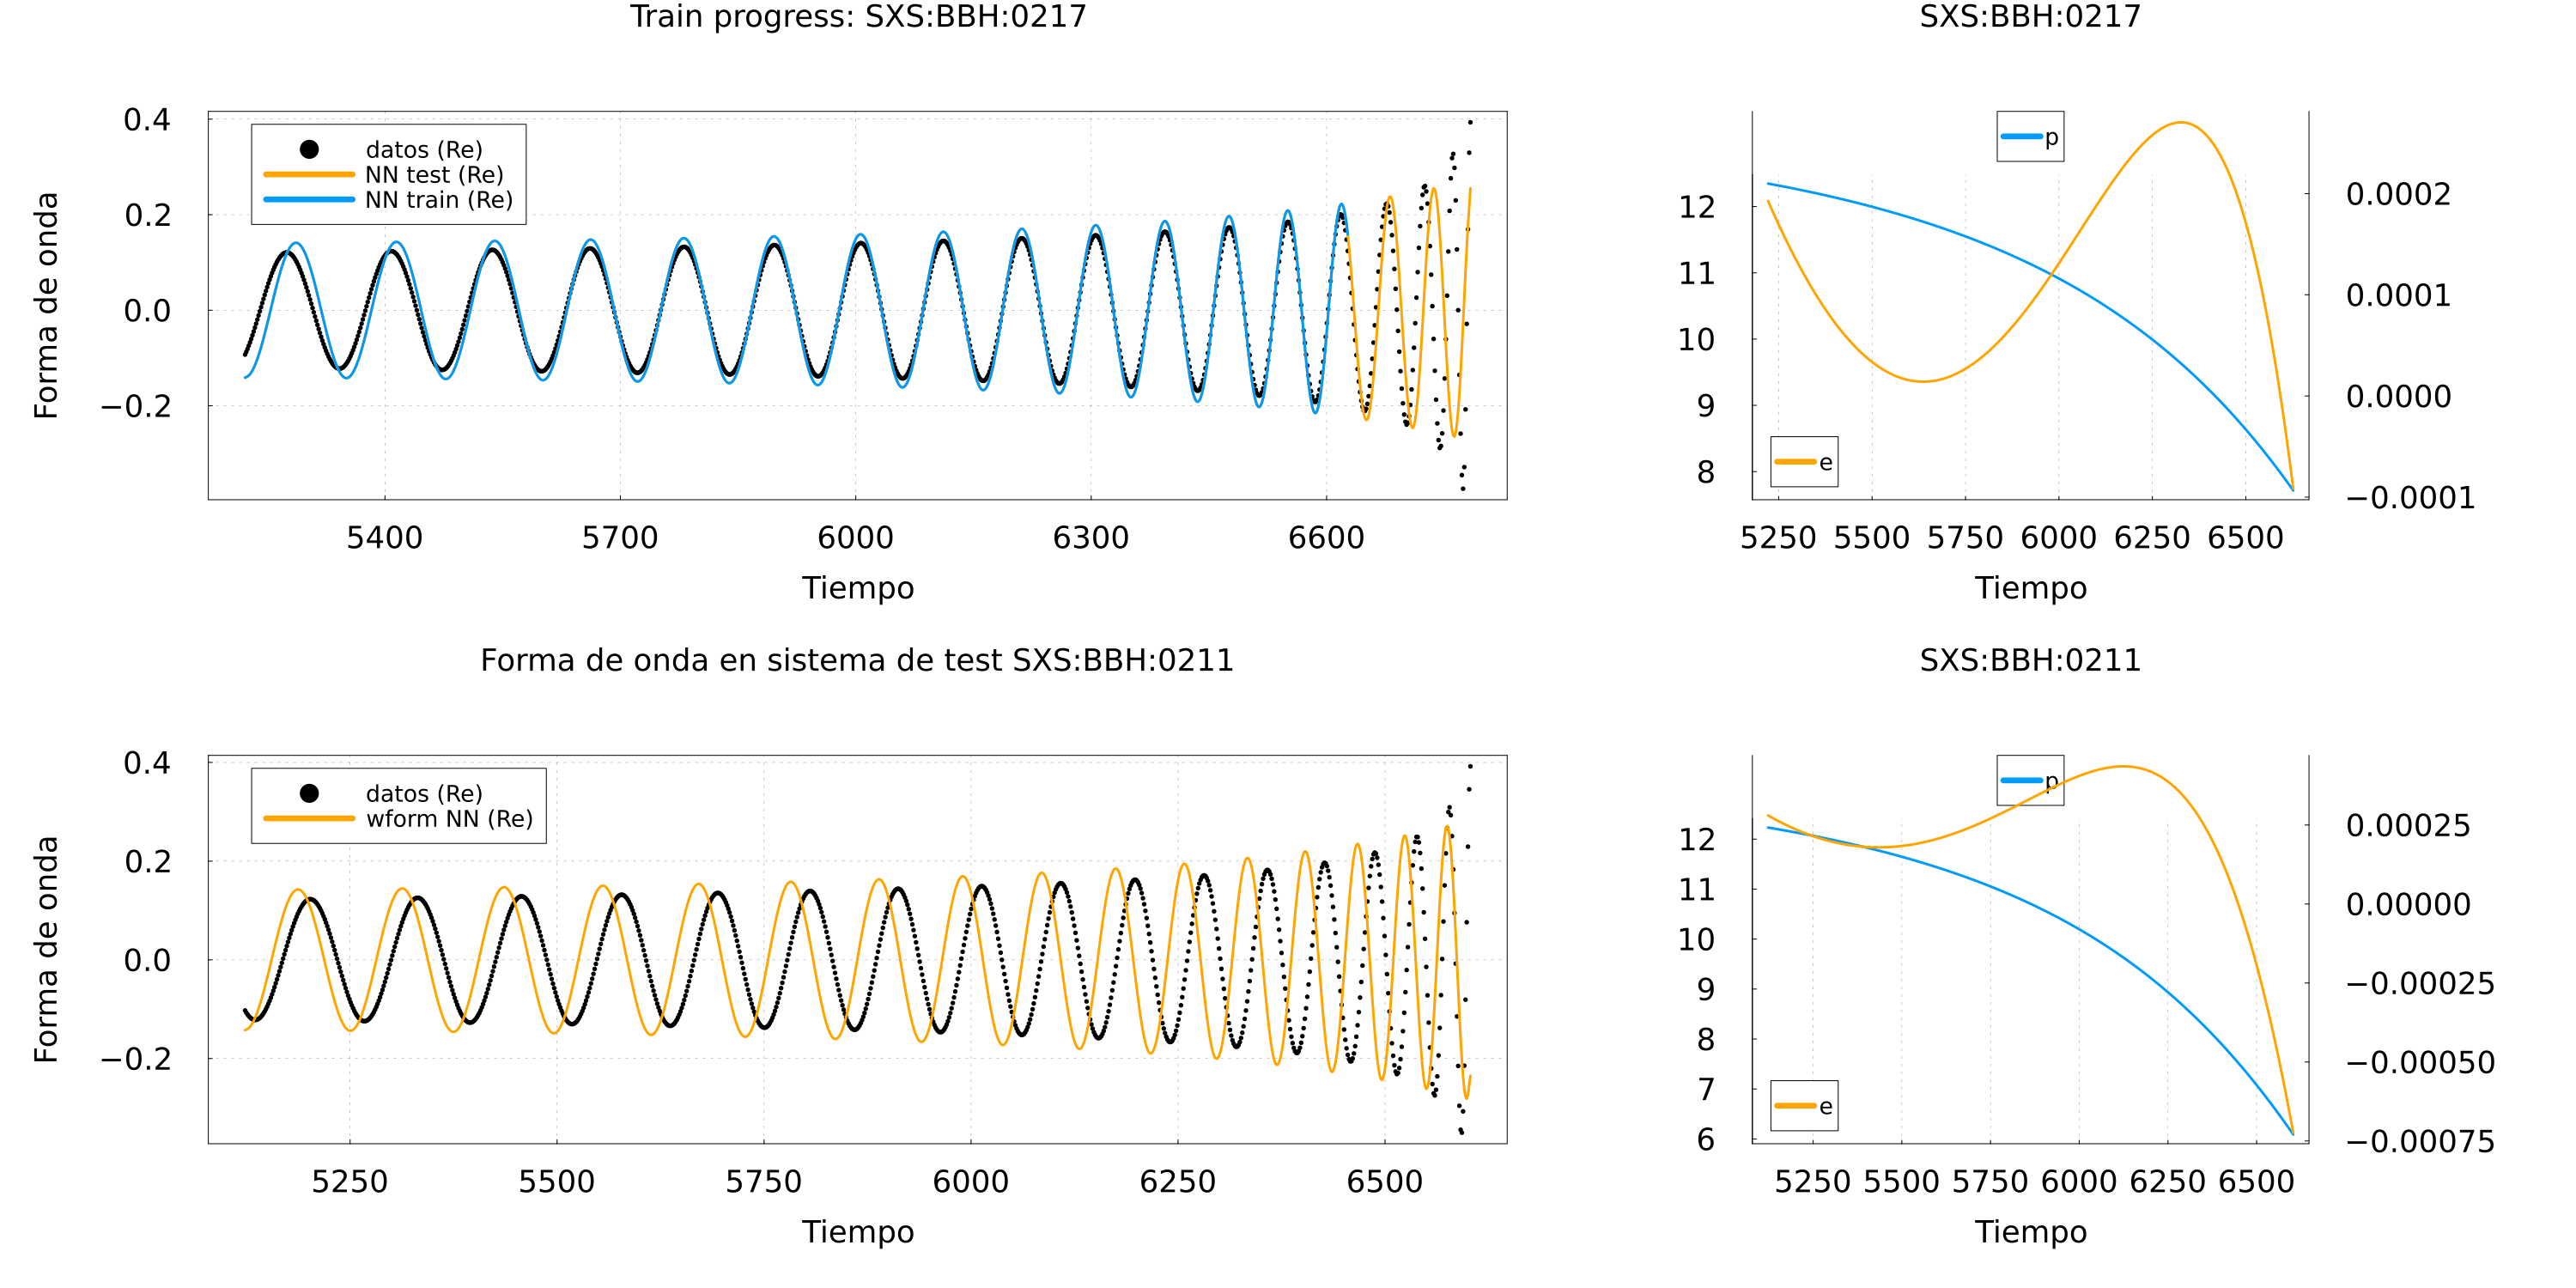 Train progress: SXS:BBH:0217
datos (Re)
NN test (Re)
NN train (Re)
Forma de onda
0.4
0.2
0.0
−0.2
5400 5700 6000 6300 6600
Tiempo
SXS:BBH:0217
p
e
12
11
10
9
8
0.0002
0.0001
0.0000
−0.0001
5250 5500 5750 6000 6250 6500
Tiempo
Forma de onda en sistema de test SXS:BBH:0211
datos (Re)
wform NN (Re)
Forma de onda
0.4
0.2
0.0
−0.2
5250 5500 5750 6000 6250 6500
Tiempo
SXS:BBH:0211
p
e
12
11
10
9
8
7
6
0.00025
0.00000
−0.00025
−0.00050
−0.00075
5250 5500 5750 6000 6250 6500
Tiempo